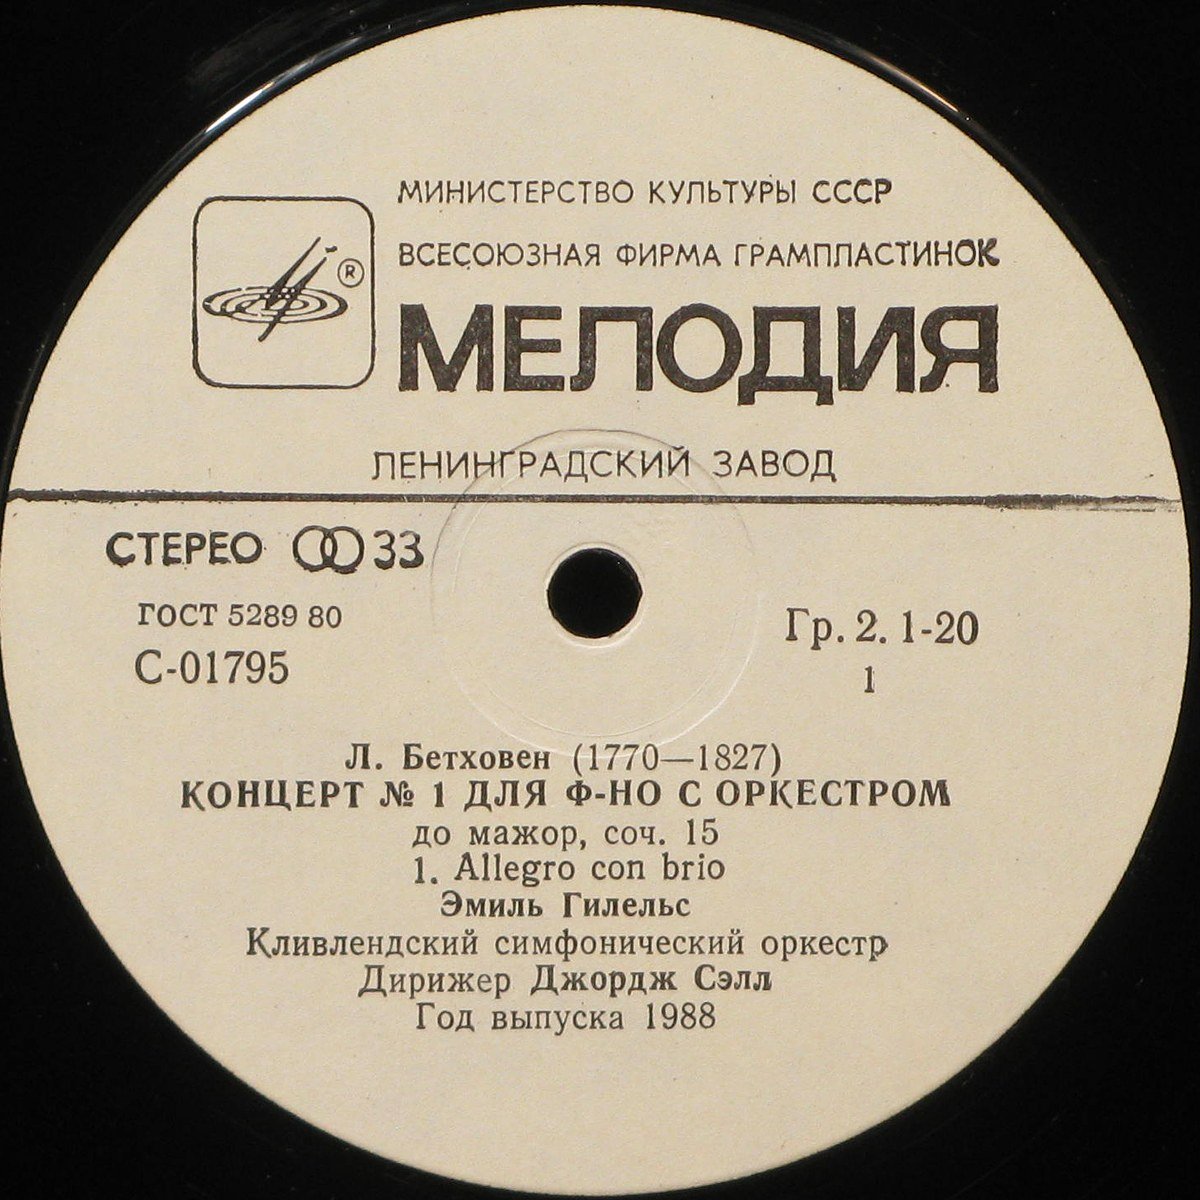 МИНИСТЕРСТВО КУЛЬТУРЫ СССР
ВСЕСОЮЗНАЯ ФИРМА ГРАМПЛАСТИНОК
®
МЕЛОДИЯ
ЛЕНИНГРАДСКИЙ ЗАВОД
СТЕРЕО 33
ГОСТ 5289 80
С-01795
Гр. 2. 1-20
1
Л. Бетховен (1770—1827)
КОНЦЕРТ № 1 ДЛЯ Ф-НО С ОРКЕСТРОМ
до мажор, соч. 15
1. Allegro con brio
Эмиль Гилельс
Кливлендский симфонический оркестр
Дирижер Джордж Сэлл
Год выпуска 1988